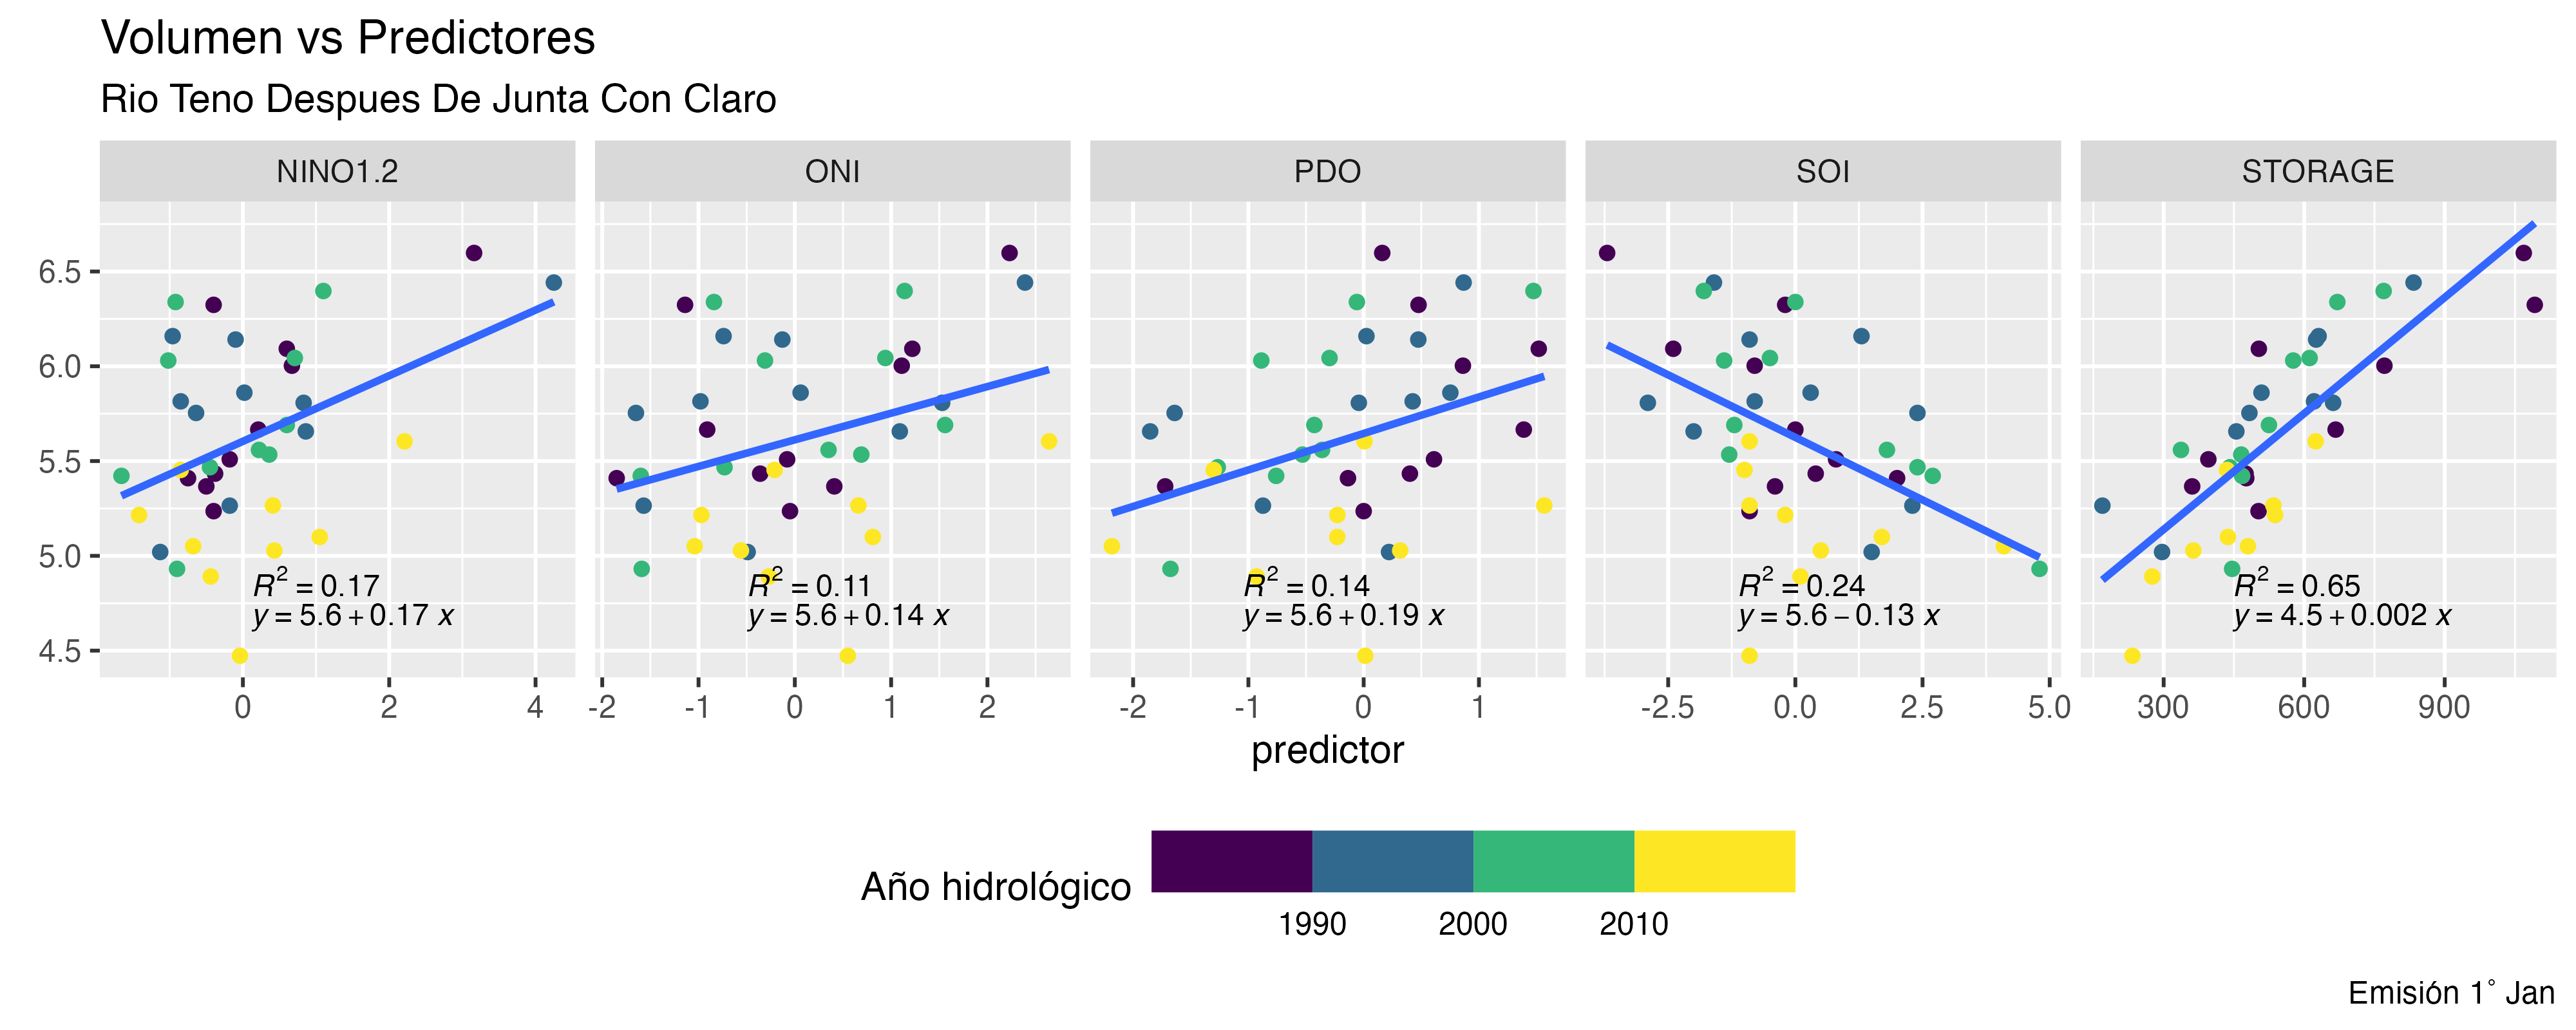 Volumen vs Predictores
Rio Teno Despues De Junta Con Claro
NINO1.2 ONI PDO SOI STORAGE
6.5
6.0
5.5
5.0
4.5
R² = 0.17 R² = 0.11 R² = 0.14 R² = 0.24 R² = 0.65
y = 5.6 + 0.17 x y = 5.6 + 0.14 x y = 5.6 + 0.19 x y = 5.6 − 0.13 x y = 4.5 + 0.002 x
0 2 4 -2 -1 0 1 2 -2 -1 0 1 -2.5 0.0 2.5 5.0 300 600 900
predictor
Año hidrológico
1990 2000 2010
Emisión 1° Jan